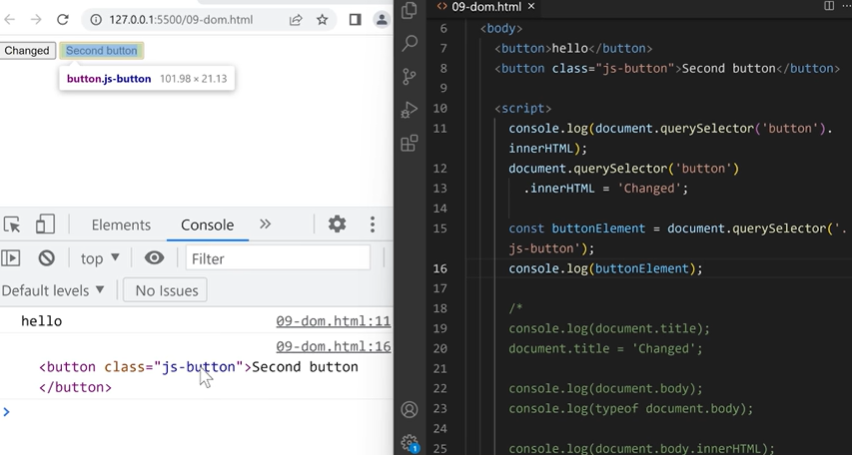 127.0.0.1:5500/09-dom.html
Changed
Second button
button.js-button 101.98 × 21.13
Elements
Console
top
Filter
Default levels
No Issues
hello
09-dom.html:11
09-dom.html:16
<button class="js-button">Second button
</button>
09-dom.html
6 <body>
7 <button>hello</button>
8 <button class="js-button">Second button</button>
9
10 <script>
11 console.log(document.querySelector('button').
innerHTML);
12 document.querySelector('button')
13 .innerHTML = 'Changed';
14
15 const buttonElement = document.querySelector('.
js-button');
16 console.log(buttonElement);
17
18 /*
19 console.log(document.title);
20 document.title = 'Changed';
21
22 console.log(document.body);
23 console.log(typeof document.body);
24
25 console.log(document.body.innerHTML);
1